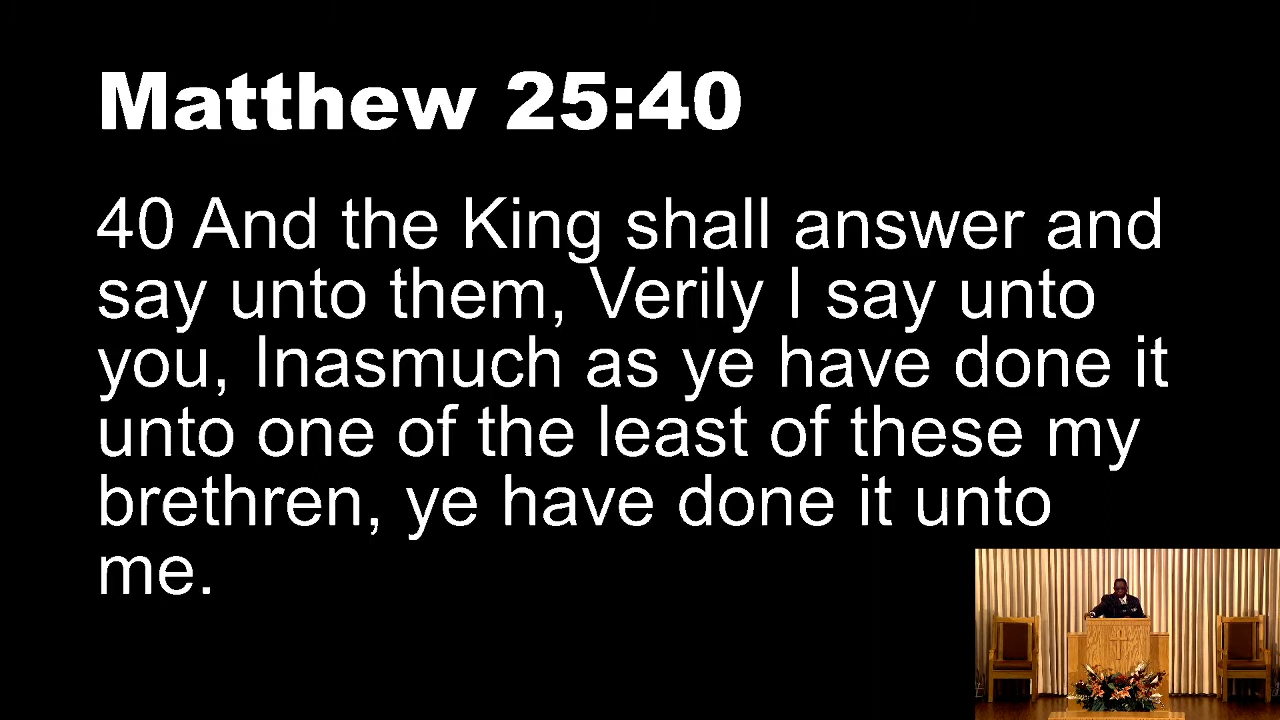 Matthew 25:40
40 And the King shall answer and
say unto them, Verily I say unto
you, Inasmuch as ye have done it
unto one of the least of these my
brethren, ye have done it unto
me.